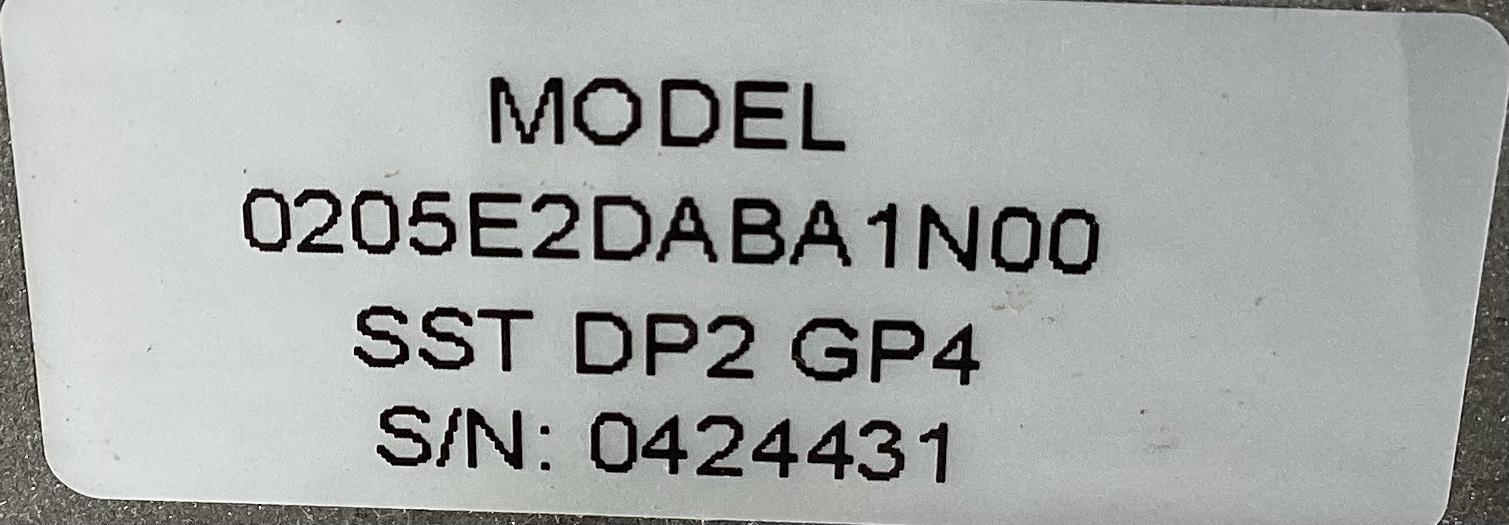 MODEL
0205E2DABA1N00
SST DP2 GP4
S/N: 0424431